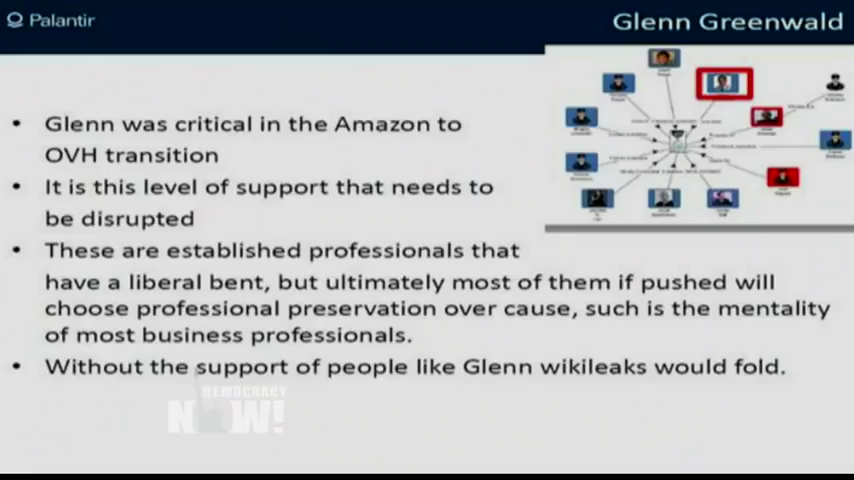 Palantir
Glenn Greenwald
• Glenn was critical in the Amazon to
OVH transition
• It is this level of support that needs to
be disrupted
• These are established professionals that
have a liberal bent, but ultimately most of them if pushed will
choose professional preservation over cause, such is the mentality
of most business professionals.
• Without the support of people like Glenn wikileaks would fold.
DEMOCRACY
NOW!